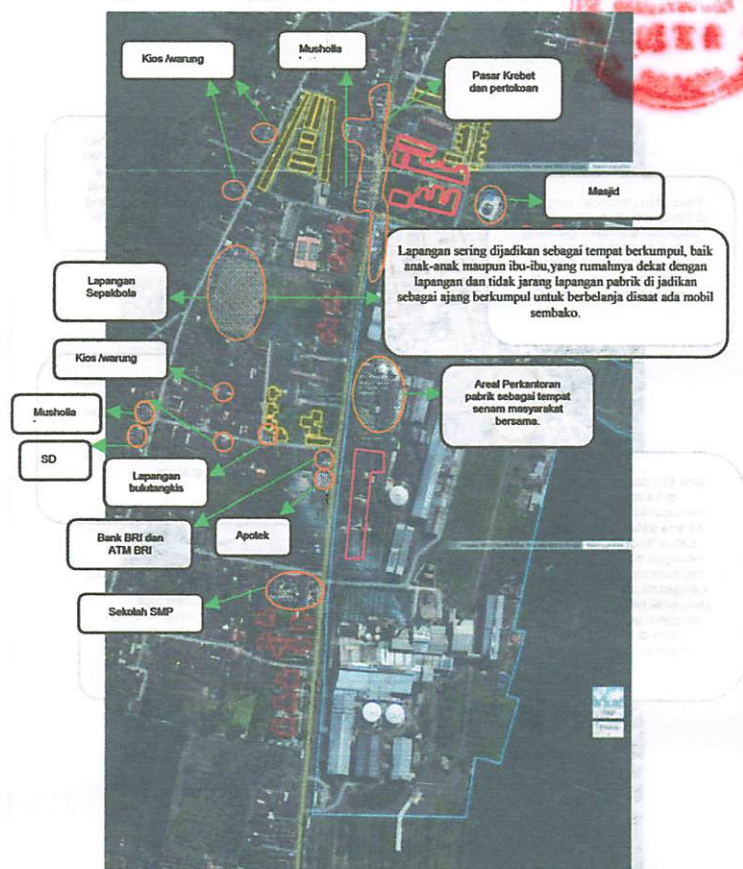 Kios /warung
Musholla
Pasar Krebet
dan pertokoan
Masjid
Lapangan sering dijadikan sebagai tempat berkumpul, baik
anak-anak maupun ibu-ibu,yang rumahnya dekat dengan
lapangan dan tidak jarang lapangan pabrik di jadikan
sebagai ajang berkumpul untuk berbelanja disaat ada mobil
sembako.
Lapangan
Sepakbola
Kios /warung
Areal Perkantoran
pabrik sebagai tempat
senam masyarakat
bersama.
Musholla
SD
Lapangan
bulutangkis
Bank BRI dan
ATM BRI
Apotek
Sekolah SMP